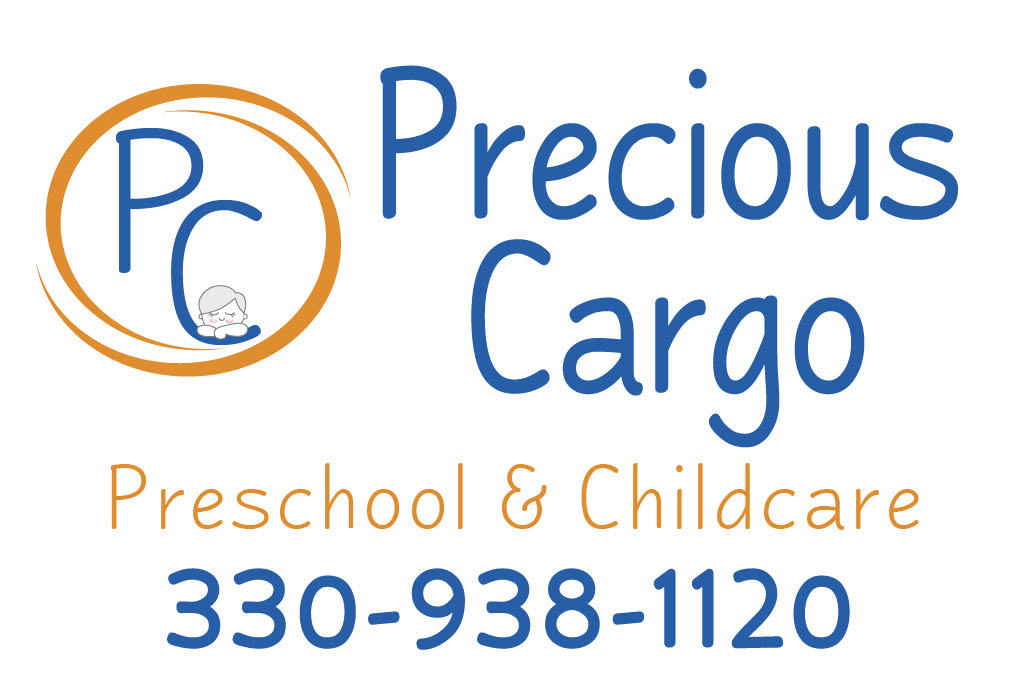 PC
Precious
Cargo
Preschool & Childcare
330-938-1120